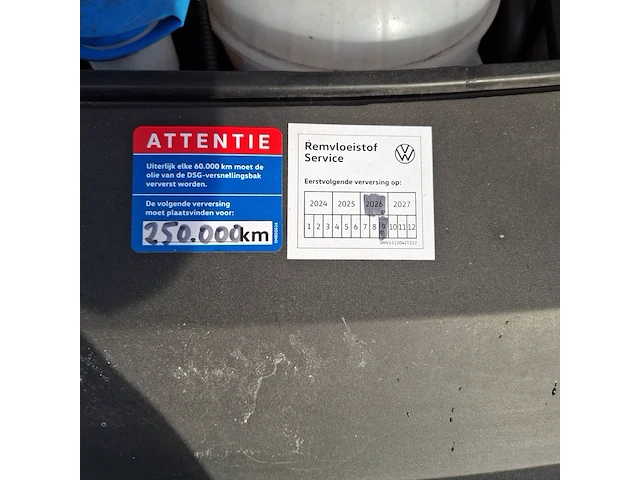 ATTENTIE
Uiterlijk elke 60.000 km moet de
olie van de DSG-versnellingsbak
ververst worden.
De volgende verversing
moet plaatsvinden voor:
250.000km
Remvloeistof
Service
Eerstvolgende verversing op:
2024 2025 2026 2027
1 2 3 4 5 6 7 8 9 10 11 12